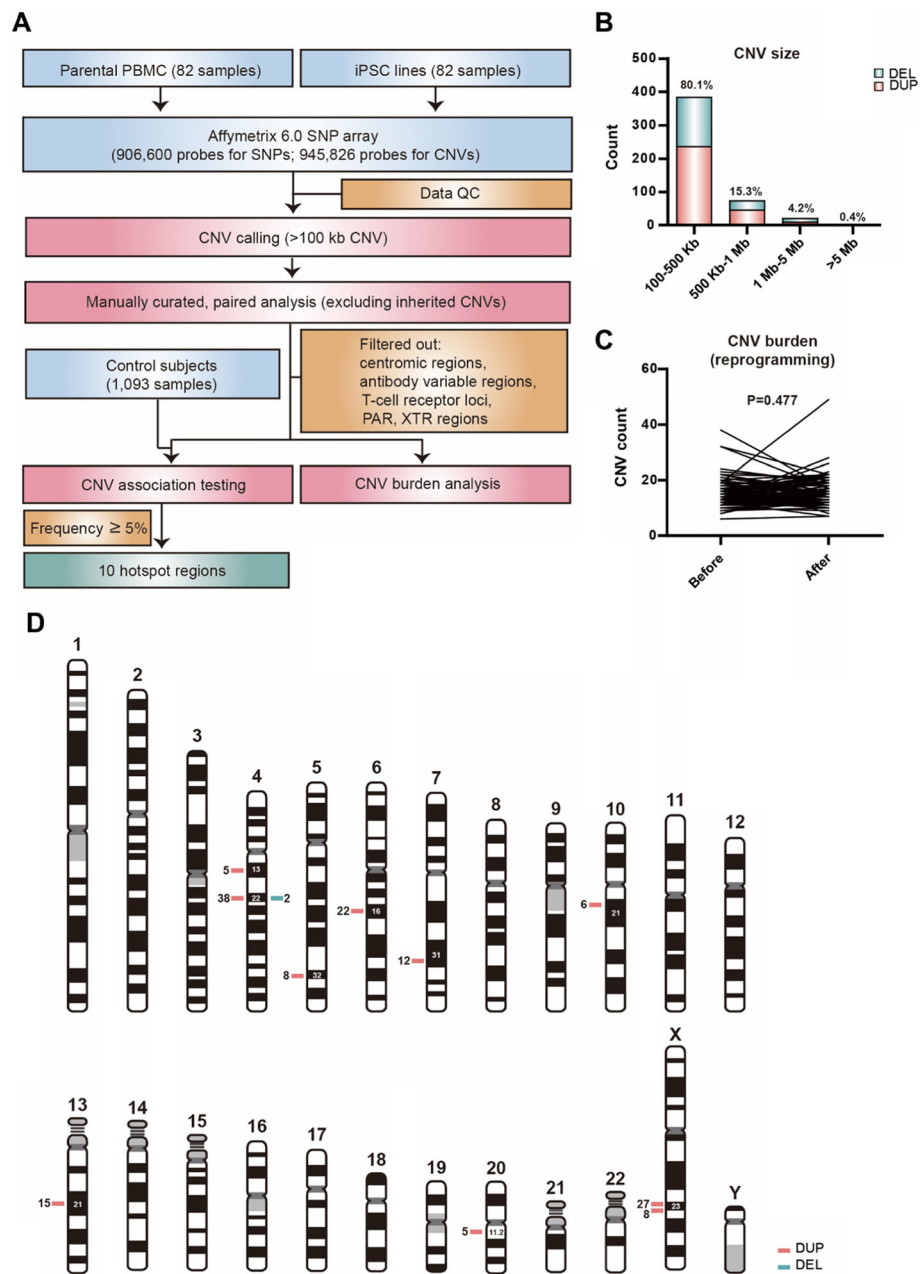 A
Parental PBMC (82 samples)
iPSC lines (82 samples)
Affymetrix 6.0 SNP array
(906,600 probes for SNPs; 945,826 probes for CNVs)
Data QC
CNV calling (>100 kb CNV)
Manually curated, paired analysis (excluding inherited CNVs)
Control subjects
(1,093 samples)
Filtered out:
centromic regions,
antibody variable regions,
T-cell receptor loci,
PAR, XTR regions
CNV association testing
CNV burden analysis
Frequency ≥ 5%
10 hotspot regions
B
CNV size
DEL
DUP
Count
500
400
300
200
100
0
80.1%
15.3%
4.2%
0.4%
100-500 Kb
500 Kb-1 Mb
1 Mb-5 Mb
>5 Mb
C
CNV burden
(reprogramming)
P=0.477
CNV count
60
40
20
0
Before
After
D
1
2
3
4
5
6
7
8
9
10
11
12
5
13
38
22
2
8
32
22
16
12
31
6
21
13
14
15
16
17
18
19
20
21
22
X
Y
15
21
5
11.2
27
8
23
DUP
DEL